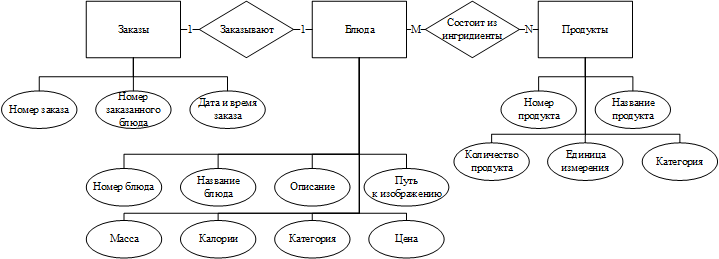 Заказы
1
Заказывают
1
Блюда
M
Состоит из
ингридиенты
N
Продукты
Номер заказа
Номер
заказанного
блюда
Дата и время
заказа
Номер
продукта
Название
продукта
Количество
продукта
Единица
измерения
Категория
Номер блюда
Название
блюда
Описание
Путь
к изображению
Масса
Калории
Категория
Цена